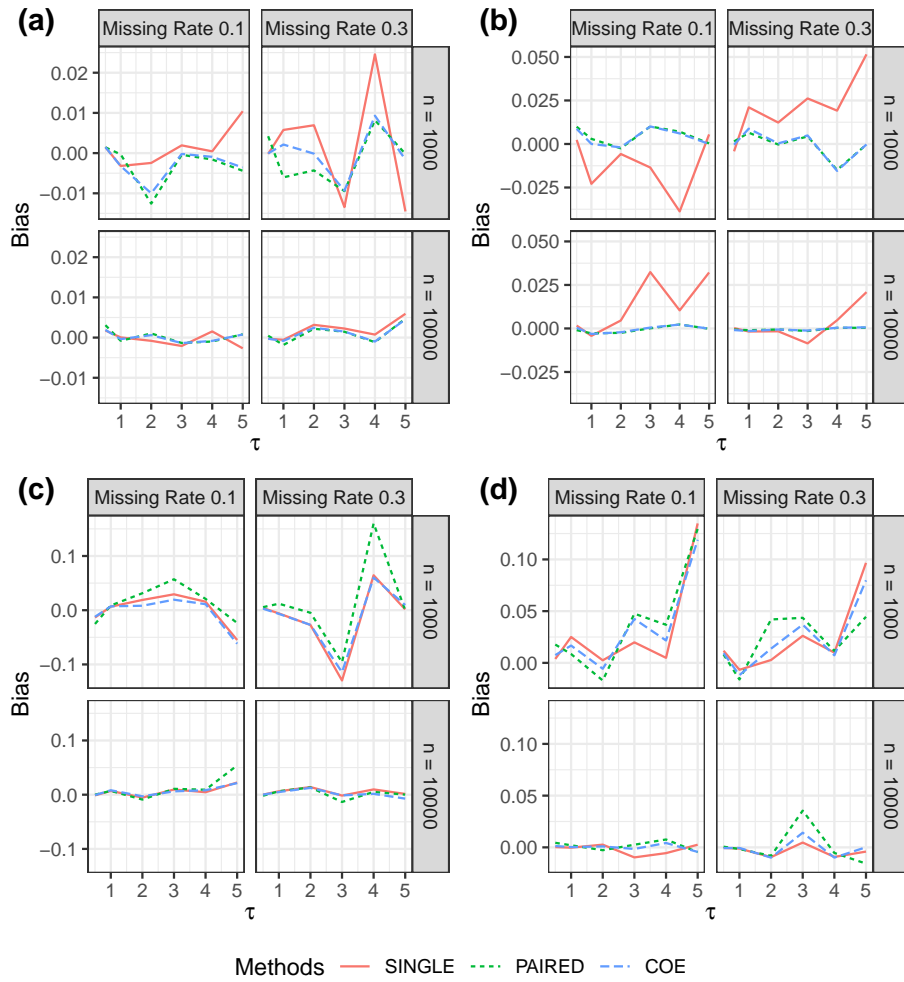 (a) Missing Rate 0.1 Missing Rate 0.3
0.02
0.01
0.00
−0.01
n = 1000
0.02
0.01
0.00
−0.01
n = 10000
Bias
1 2 3 4 5 1 2 3 4 5
τ
(b) Missing Rate 0.1 Missing Rate 0.3
0.050
0.025
0.000
−0.025
n = 1000
0.050
0.025
0.000
−0.025
n = 10000
Bias
1 2 3 4 5 1 2 3 4 5
τ
(c) Missing Rate 0.1 Missing Rate 0.3
0.1
0.0
−0.1
n = 1000
0.1
0.0
−0.1
n = 10000
Bias
1 2 3 4 5 1 2 3 4 5
τ
(d) Missing Rate 0.1 Missing Rate 0.3
0.10
0.05
0.00
n = 1000
0.10
0.05
0.00
n = 10000
Bias
1 2 3 4 5 1 2 3 4 5
τ
Methods SINGLE PAIRED COE